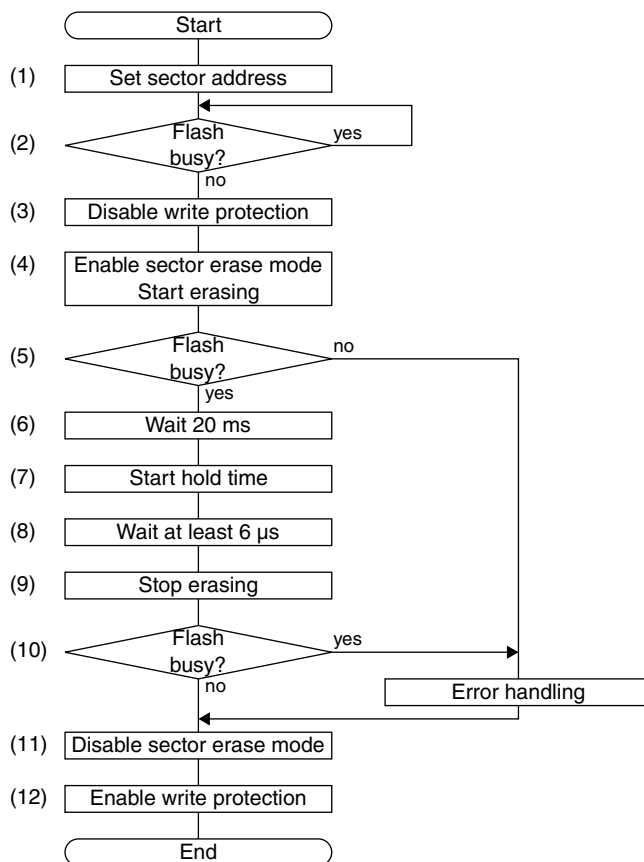 Start
(1) Set sector address
(2) Flash busy? yes
no
(3) Disable write protection
(4) Enable sector erase mode
Start erasing
(5) Flash busy? no
yes
(6) Wait 20 ms
(7) Start hold time
(8) Wait at least 6 µs
(9) Stop erasing
(10) Flash busy? yes
no
Error handling
(11) Disable sector erase mode
(12) Enable write protection
End